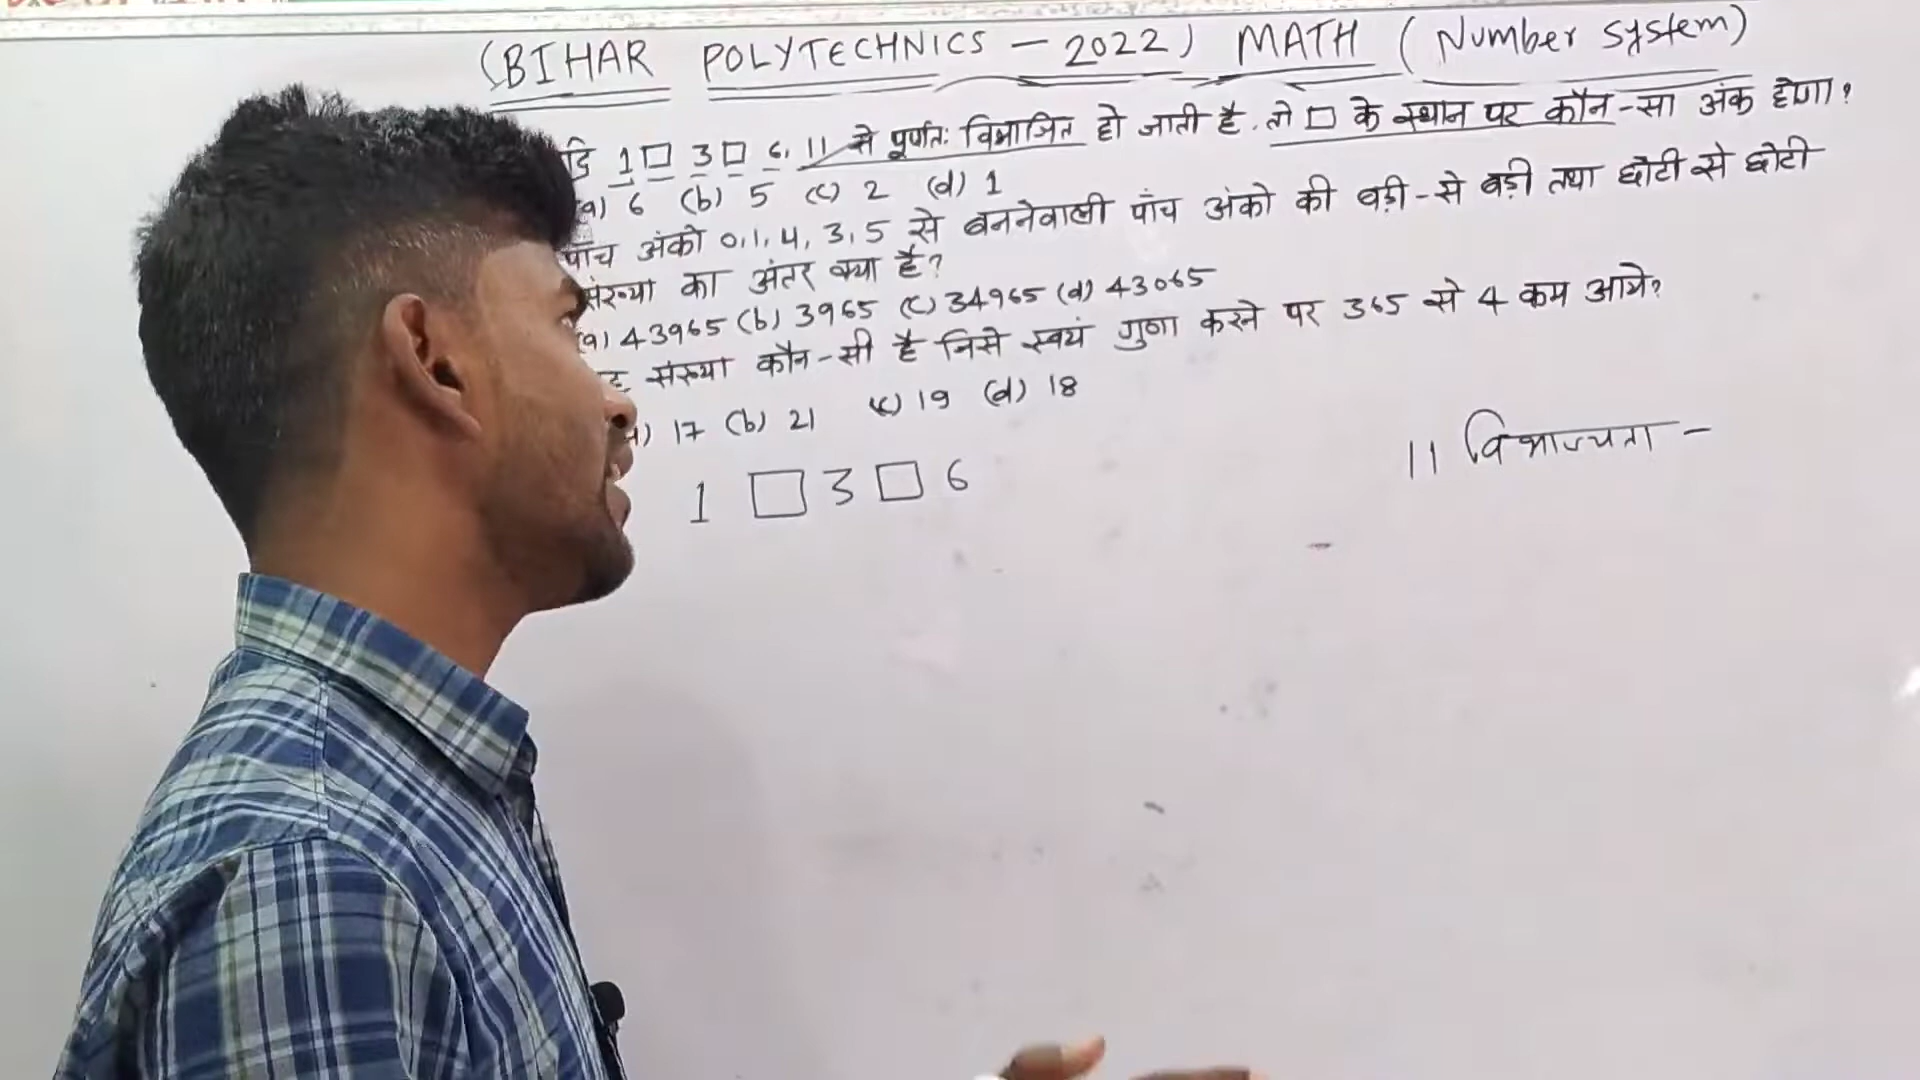 (BIHAR POLYTECHNICS - 2022) MATH (Number System)
1□ 3□ 6, 11 से पूर्णतः विभाजित हो जाती है. तो □ के स्थान पर कौन-सा अंक होगा?
a) 6 (b) 5 (c) 2 (d) 1
पाँच अंको 0,1,4,3,5 से बननेवाली पांच अंको की बड़ी-से बड़ी तथा छोटी से छोटी
संख्या का अंतर क्या है?
(a) 43965 (b) 3965 (c) 34965 (d) 43065
संख्या कौन-सी है जिसे स्वयं गुणा करने पर 365 से 4 कम आये?
) 17 (b) 21 (c) 19 (d) 18
1 □ 3 □ 6
11 विभाज्यता -